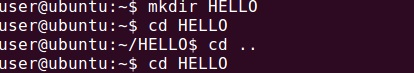 user@ubuntu:~$ mkdir HELLO
user@ubuntu:~$ cd HELLO
user@ubuntu:~/HELLO$ cd ..
user@ubuntu:~$ cd HELLO